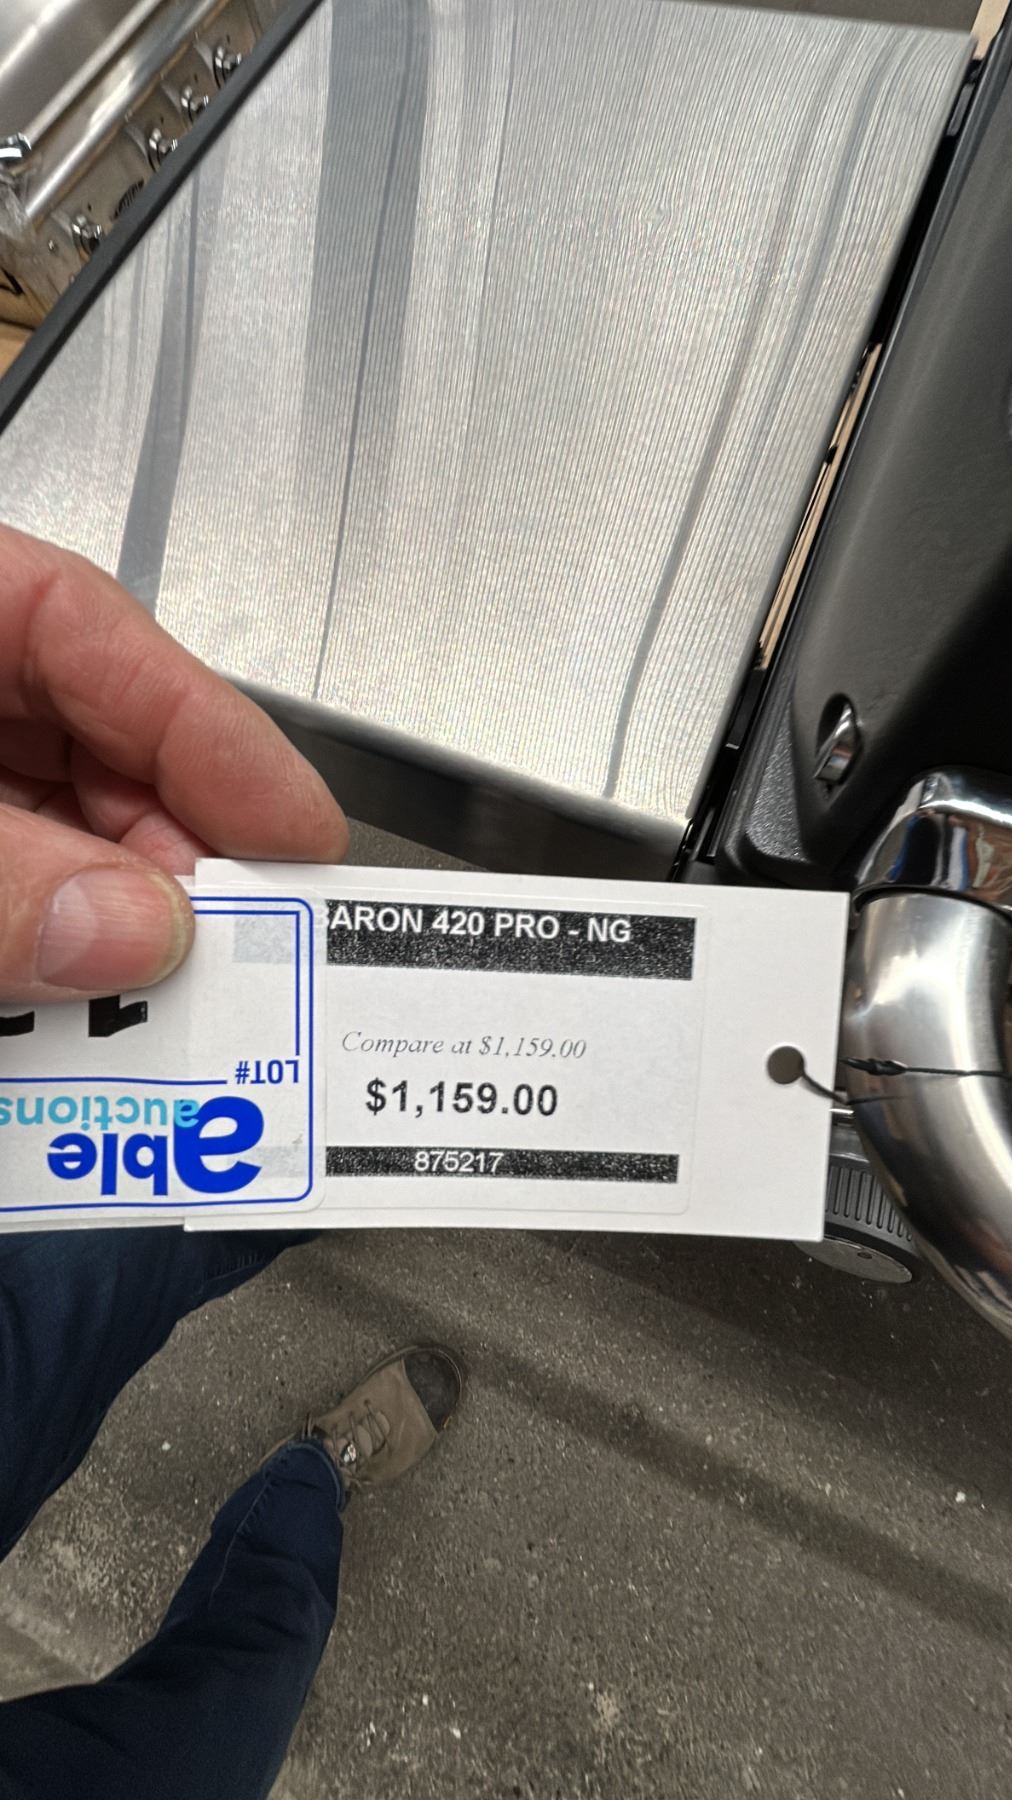 BARON 420 PRO - NG
Compare at $1,159.00
$1,159.00
875217
LOT#
able
auctions